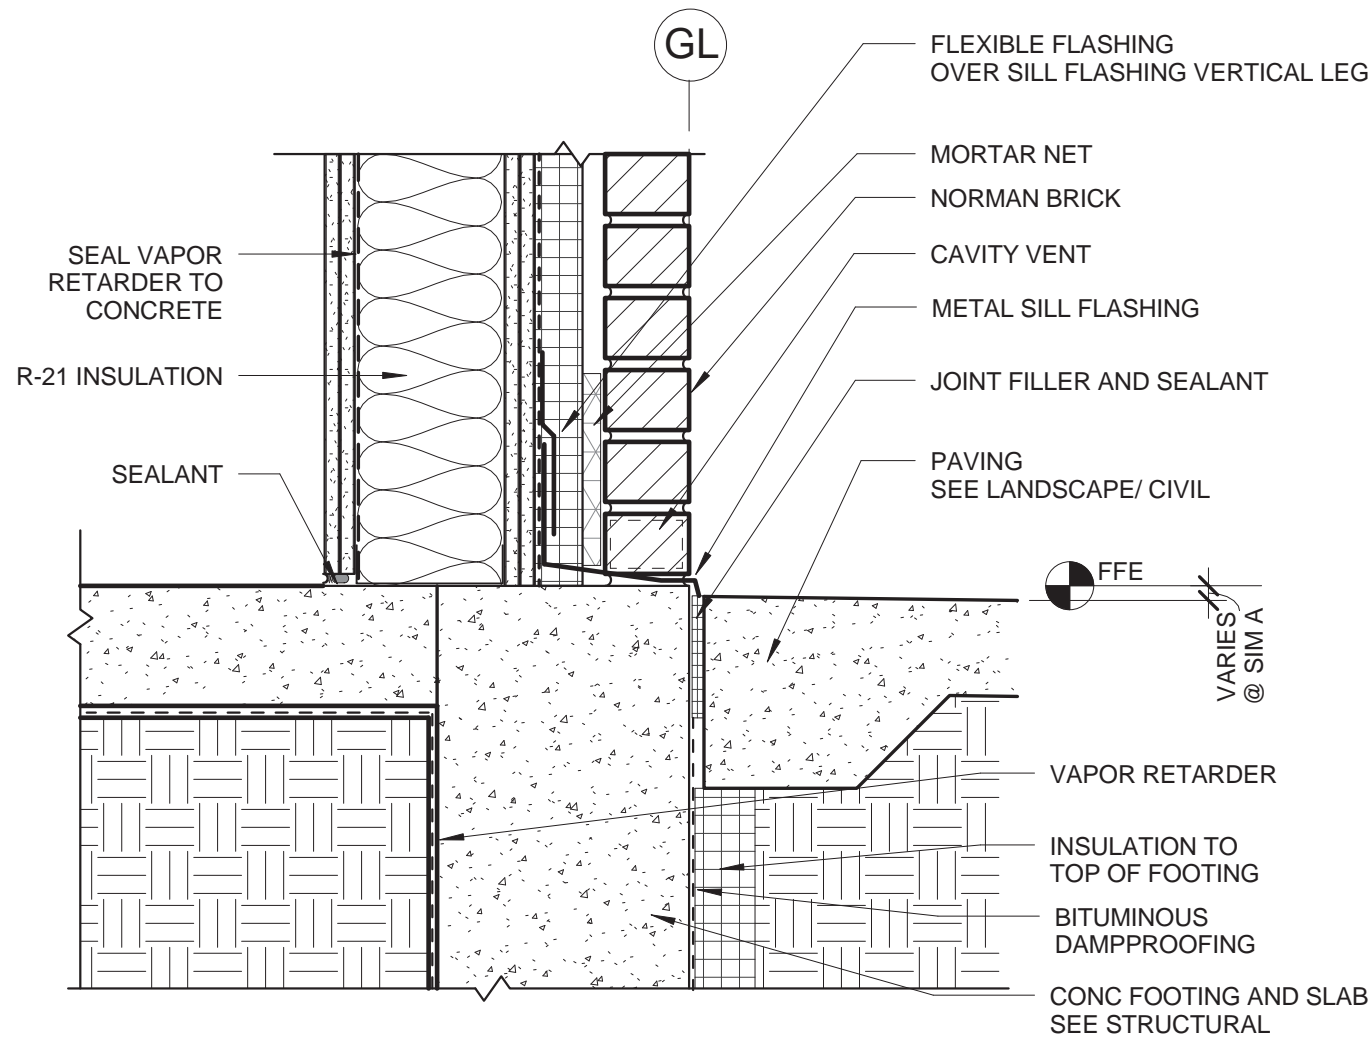 GL
FLEXIBLE FLASHING
OVER SILL FLASHING VERTICAL LEG
MORTAR NET
NORMAN BRICK
CAVITY VENT
METAL SILL FLASHING
JOINT FILLER AND SEALANT
PAVING
SEE LANDSCAPE/ CIVIL
SEAL VAPOR
RETARDER TO
CONCRETE
R-21 INSULATION
SEALANT
FFE
VARIES
@ SIM A
VAPOR RETARDER
INSULATION TO
TOP OF FOOTING
BITUMINOUS
DAMPPROOFING
CONC FOOTING AND SLAB
SEE STRUCTURAL